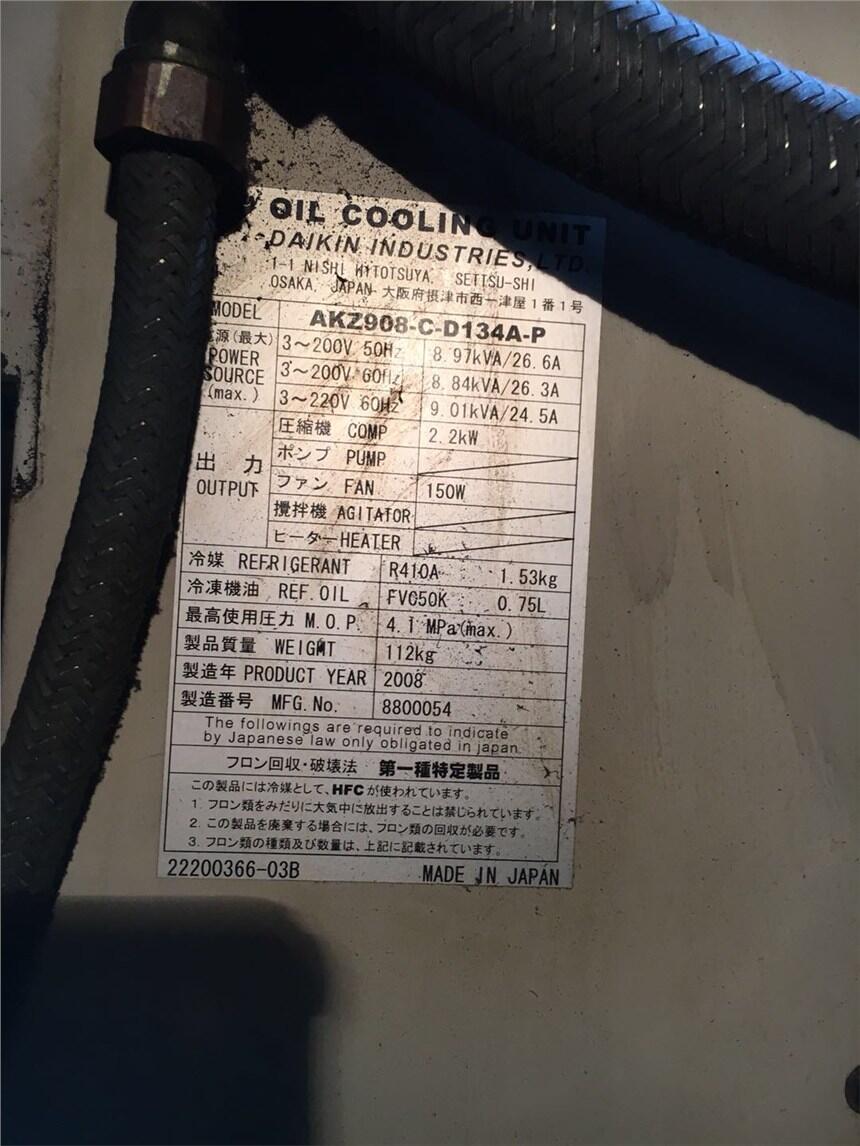 OIL COOLING UNIT
DAIKIN INDUSTRIES,LTD.
1-1 NISHI HITOTSUYA, SETTSU-SHI
OSAKA, JAPAN 大阪府摂津市西一津屋1番1号
MODEL AKZ908-C-D134A-P
源(最大) POWER SOURCE (max.)
3~200V 50Hz 8.97kVA/26.6A
3~200V 60Hz 8.84kVA/26.3A
3~220V 60Hz 9.01kVA/24.5A
出力 OUTPUT
圧縮機 COMP 2.2kW
ポンプ PUMP
ファン FAN 150W
攪拌機 AGITATOR
ヒーター HEATER
冷媒 REFRIGERANT R410A 1.53kg
冷凍機油 REF. OIL FVC50K 0.75L
最高使用圧力 M.O.P. 4.1 MPa(max.)
製品質量 WEIGHT 112kg
製造年 PRODUCT YEAR 2008
製造番号 MFG.No. 8800054
The followings are required to indicate
by Japanese law only obligated in japan
フロン回収・破壊法 第一種特定製品
この製品には冷媒として、HFCが使われています。
1. フロン類をみだりに大気中に放出することは禁じられています。
2. この製品を廃棄する場合には、フロン類の回収が必要です。
3. フロン類の種類及び数量は、上記に記載されています。
22200366-03B MADE IN JAPAN